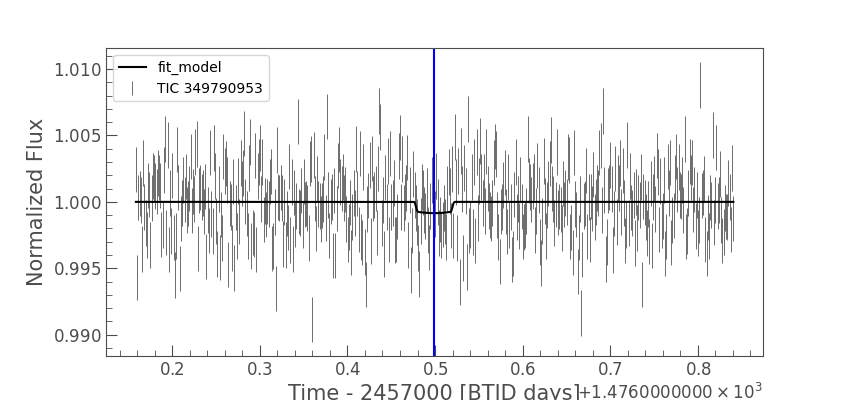 fit_model
TIC 349790953
1.010
1.005
1.000
0.995
0.990
Normalized Flux
0.2 0.3 0.4 0.5 0.6 0.7 0.8
Time - 2457000 [BTJD days]
+1.4760000000 × 10³